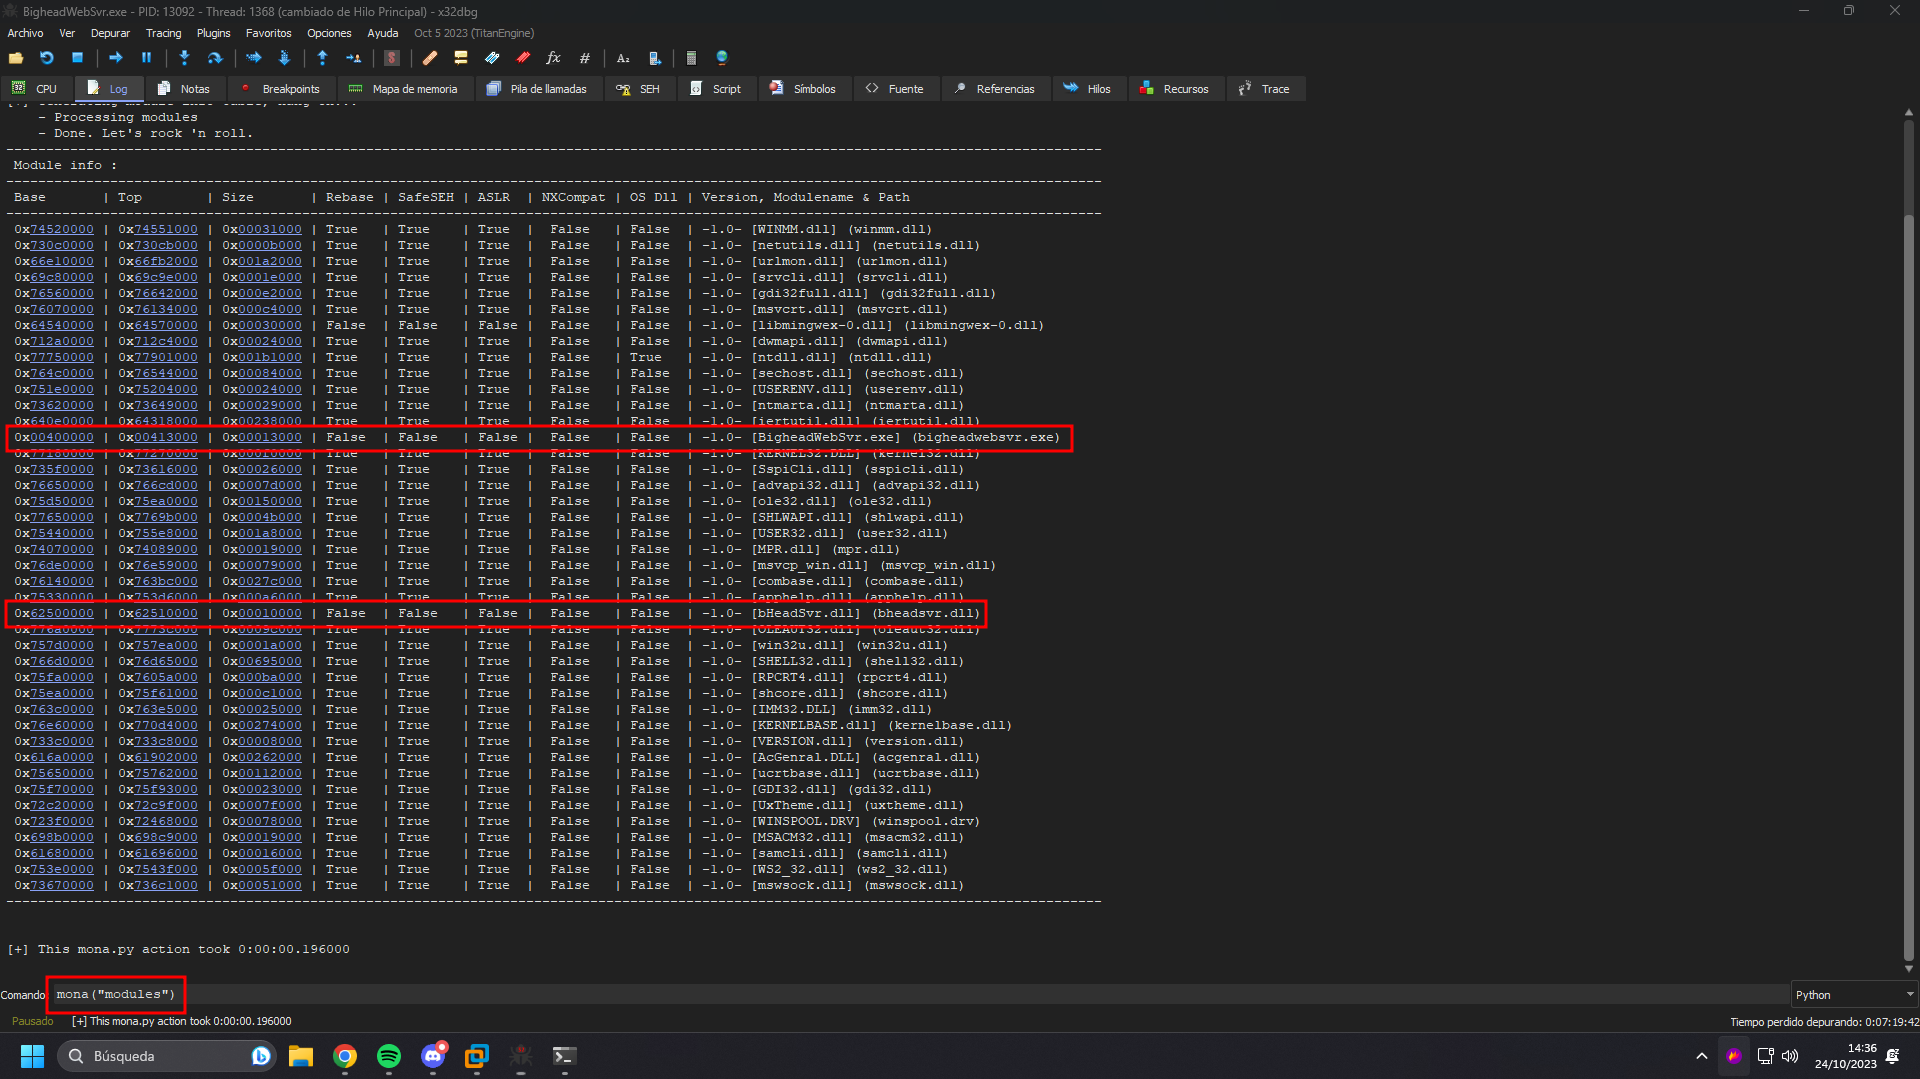 BigheadWebSvr.exe - PID: 13092 - Thread: 1368 (cambiado de Hilo Principal) - x32dbg
Archivo Ver Depurar Tracing Plugins Favoritos Opciones Ayuda Oct 5 2023 (TitanEngine)
CPU Log Notas Breakpoints Mapa de memoria Pila de llamadas SEH Script Símbolos Fuente Referencias Hilos Recursos Trace
- Processing modules
- Done. Let's rock 'n roll.
Module info :
Base | Top | Size | Rebase | SafeSEH | ASLR | NXCompat | OS Dll | Version, Modulename & Path
0x74520000 | 0x74551000 | 0x00031000 | True | True | True | False | False | -1.0- [WINMM.dll] (winmm.dll)
0x730c0000 | 0x730cb000 | 0x0000b000 | True | True | True | False | False | -1.0- [netutils.dll] (netutils.dll)
0x66e10000 | 0x66fb2000 | 0x001a2000 | True | True | True | False | False | -1.0- [urlmon.dll] (urlmon.dll)
0x69c80000 | 0x69c9e000 | 0x0001e000 | True | True | True | False | False | -1.0- [srvcli.dll] (srvcli.dll)
0x76560000 | 0x76642000 | 0x000e2000 | True | True | True | False | False | -1.0- [gdi32full.dll] (gdi32full.dll)
0x76070000 | 0x76134000 | 0x000c4000 | True | True | True | False | False | -1.0- [msvcrt.dll] (msvcrt.dll)
0x64540000 | 0x64570000 | 0x00030000 | False | False | False | False | False | -1.0- [libmingwex-0.dll] (libmingwex-0.dll)
0x712a0000 | 0x712c4000 | 0x00024000 | True | True | True | False | False | -1.0- [dwmapi.dll] (dwmapi.dll)
0x77750000 | 0x77901000 | 0x001b1000 | True | True | True | False | True | -1.0- [ntdll.dll] (ntdll.dll)
0x764c0000 | 0x76544000 | 0x00084000 | True | True | True | False | False | -1.0- [sechost.dll] (sechost.dll)
0x751e0000 | 0x75204000 | 0x00024000 | True | True | True | False | False | -1.0- [USERENV.dll] (userenv.dll)
0x73620000 | 0x73649000 | 0x00029000 | True | True | True | False | False | -1.0- [ntmarta.dll] (ntmarta.dll)
0x640e0000 | 0x64318000 | 0x00238000 | True | True | True | False | False | -1.0- [iertutil.dll] (iertutil.dll)
0x00400000 | 0x00413000 | 0x00013000 | False | False | False | False | False | -1.0- [BigheadWebSvr.exe] (bigheadwebsvr.exe)
0x77180000 | 0x77270000 | 0x000f0000 | True | True | True | False | False | -1.0- [KERNEL32.DLL] (kernel32.dll)
0x735f0000 | 0x73616000 | 0x00026000 | True | True | True | False | False | -1.0- [SspiCli.dll] (sspicli.dll)
0x76650000 | 0x766cd000 | 0x0007d000 | True | True | True | False | False | -1.0- [advapi32.dll] (advapi32.dll)
0x75d50000 | 0x75ea0000 | 0x00150000 | True | True | True | False | False | -1.0- [ole32.dll] (ole32.dll)
0x77650000 | 0x7769b000 | 0x0004b000 | True | True | True | False | False | -1.0- [SHLWAPI.dll] (shlwapi.dll)
0x75440000 | 0x755e8000 | 0x001a8000 | True | True | True | False | False | -1.0- [USER32.dll] (user32.dll)
0x74070000 | 0x74089000 | 0x00019000 | True | True | True | False | False | -1.0- [MPR.dll] (mpr.dll)
0x76de0000 | 0x76e59000 | 0x00079000 | True | True | True | False | False | -1.0- [msvcp_win.dll] (msvcp_win.dll)
0x76140000 | 0x763bc000 | 0x0027c000 | True | True | True | False | False | -1.0- [combase.dll] (combase.dll)
0x75330000 | 0x753d6000 | 0x000a6000 | True | True | True | False | False | -1.0- [apphelp.dll] (apphelp.dll)
0x62500000 | 0x62510000 | 0x00010000 | False | False | False | False | False | -1.0- [bHeadSvr.dll] (bheadsvr.dll)
0x776a0000 | 0x7773c000 | 0x0009c000 | True | True | True | False | False | -1.0- [OLEAUT32.dll] (oleaut32.dll)
0x757d0000 | 0x757ea000 | 0x0001a000 | True | True | True | False | False | -1.0- [win32u.dll] (win32u.dll)
0x766d0000 | 0x76d65000 | 0x00695000 | True | True | True | False | False | -1.0- [SHELL32.dll] (shell32.dll)
0x75fa0000 | 0x7605a000 | 0x000ba000 | True | True | True | False | False | -1.0- [RPCRT4.dll] (rpcrt4.dll)
0x75ea0000 | 0x75f61000 | 0x000c1000 | True | True | True | False | False | -1.0- [shcore.dll] (shcore.dll)
0x763c0000 | 0x763e5000 | 0x00025000 | True | True | True | False | False | -1.0- [IMM32.DLL] (imm32.dll)
0x76e60000 | 0x770d4000 | 0x00274000 | True | True | True | False | False | -1.0- [KERNELBASE.dll] (kernelbase.dll)
0x733c0000 | 0x733c8000 | 0x00008000 | True | True | True | False | False | -1.0- [VERSION.dll] (version.dll)
0x616a0000 | 0x61902000 | 0x00262000 | True | True | True | False | False | -1.0- [AcGenral.DLL] (acgenral.dll)
0x75650000 | 0x75762000 | 0x00112000 | True | True | True | False | False | -1.0- [ucrtbase.dll] (ucrtbase.dll)
0x75f70000 | 0x75f93000 | 0x00023000 | True | True | True | False | False | -1.0- [GDI32.dll] (gdi32.dll)
0x72c20000 | 0x72c9f000 | 0x0007f000 | True | True | True | False | False | -1.0- [UxTheme.dll] (uxtheme.dll)
0x723f0000 | 0x72468000 | 0x00078000 | True | True | True | False | False | -1.0- [WINSPOOL.DRV] (winspool.drv)
0x698b0000 | 0x698c9000 | 0x00019000 | True | True | True | False | False | -1.0- [MSACM32.dll] (msacm32.dll)
0x61680000 | 0x61696000 | 0x00016000 | True | True | True | False | False | -1.0- [samcli.dll] (samcli.dll)
0x753e0000 | 0x7543f000 | 0x0005f000 | True | True | True | False | False | -1.0- [WS2_32.dll] (ws2_32.dll)
0x73670000 | 0x736c1000 | 0x00051000 | True | True | True | False | False | -1.0- [mswsock.dll] (mswsock.dll)
[+] This mona.py action took 0:00:00.196000
Comando mona("modules") Python
Pausado [+] This mona.py action took 0:00:00.196000 Tiempo perdido depurando: 0:07:19:42
Búsqueda
14:36
24/10/2023